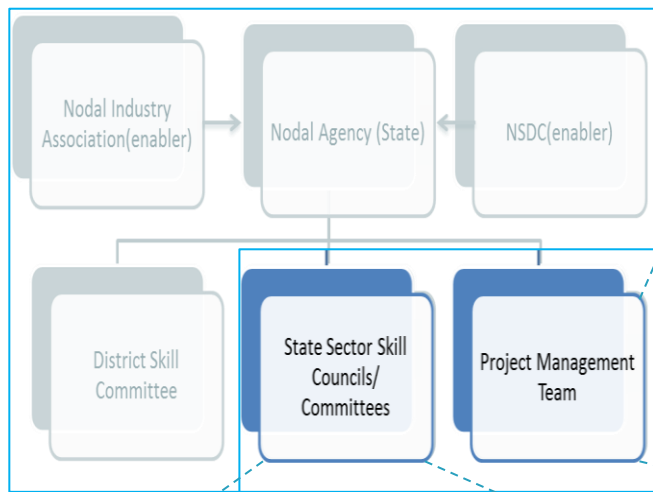 Nodal Industry
Association(enabler)
Nodal Agency (State)
NSDC(enabler)
District Skill
Committee
State Sector Skill
Councils/
Committees
Project Management
Team